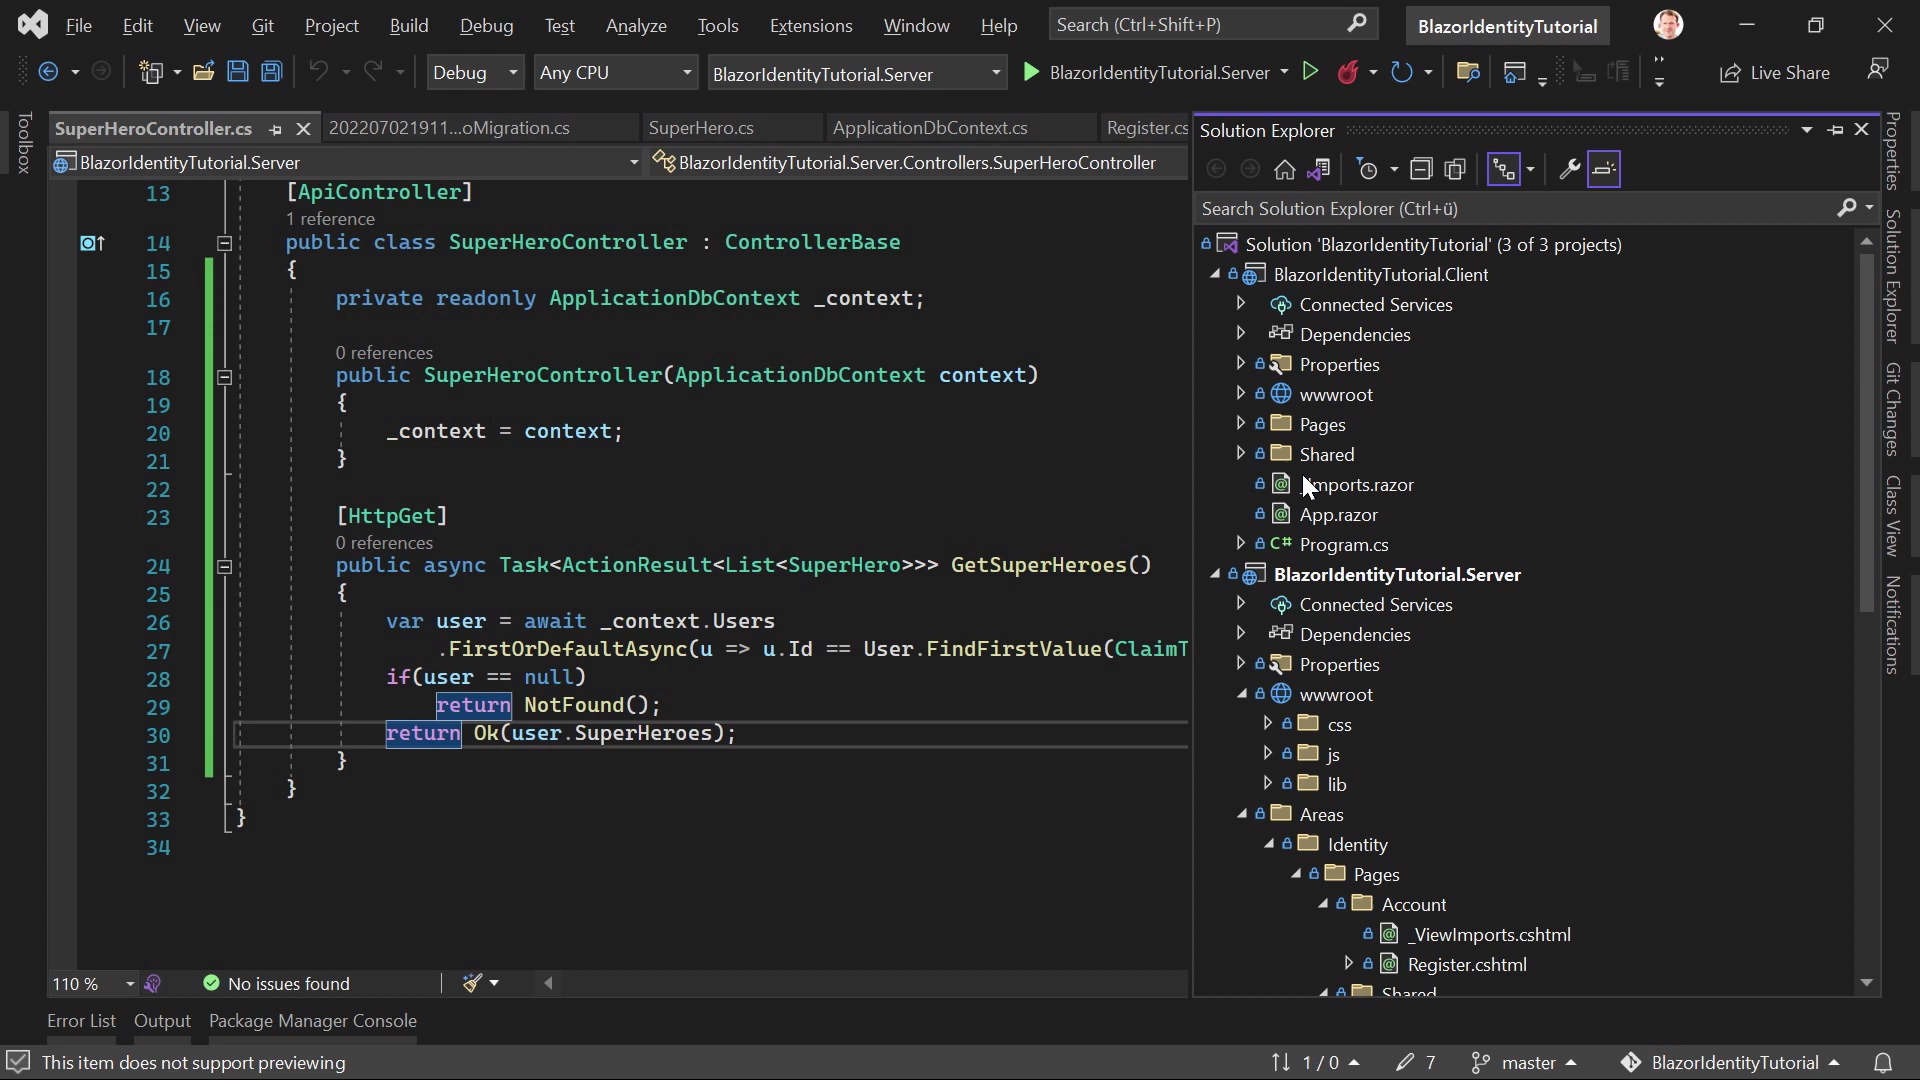 File Edit View Git Project Build Debug Test Analyze Tools Extensions Window Help Search (Ctrl+Shift+P) BlazorIdentityTutorial
Debug Any CPU BlazorIdentityTutorial.Server BlazorIdentityTutorial.Server Live Share
Toolbox
SuperHeroController.cs 202207021911...oMigration.cs SuperHero.cs ApplicationDbContext.cs Register.cs
BlazorIdentityTutorial.Server BlazorIdentityTutorial.Server.Controllers.SuperHeroController
13 [ApiController]
1 reference
14 public class SuperHeroController : ControllerBase
15 {
16 private readonly ApplicationDbContext _context;
17
0 references
18 public SuperHeroController(ApplicationDbContext context)
19 {
20 _context = context;
21 }
22
23 [HttpGet]
0 references
24 public async Task<ActionResult<List<SuperHero>>> GetSuperHeroes()
25 {
26 var user = await _context.Users
27 .FirstOrDefaultAsync(u => u.Id == User.FindFirstValue(ClaimT
28 if(user == null)
29 return NotFound();
30 return Ok(user.SuperHeroes);
31 }
32 }
33 }
34
110 % No issues found
Solution Explorer
Search Solution Explorer (Ctrl+ü)
Solution 'BlazorIdentityTutorial' (3 of 3 projects)
BlazorIdentityTutorial.Client
Connected Services
Dependencies
Properties
wwwroot
Pages
Shared
_Imports.razor
App.razor
C# Program.cs
BlazorIdentityTutorial.Server
Connected Services
Dependencies
Properties
wwwroot
css
js
lib
Areas
Identity
Pages
Account
_ViewImports.cshtml
Register.cshtml
Shared
Properties
Solution Explorer
Git Changes
Class View
Notifications
Error List Output Package Manager Console
This item does not support previewing 1 / 0 7 master BlazorIdentityTutorial